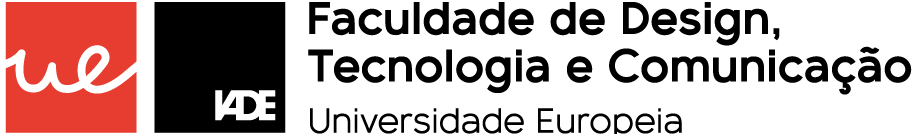 ue
IADE
Faculdade de Design,
Tecnologia e Comunicação
Universidade Europeia